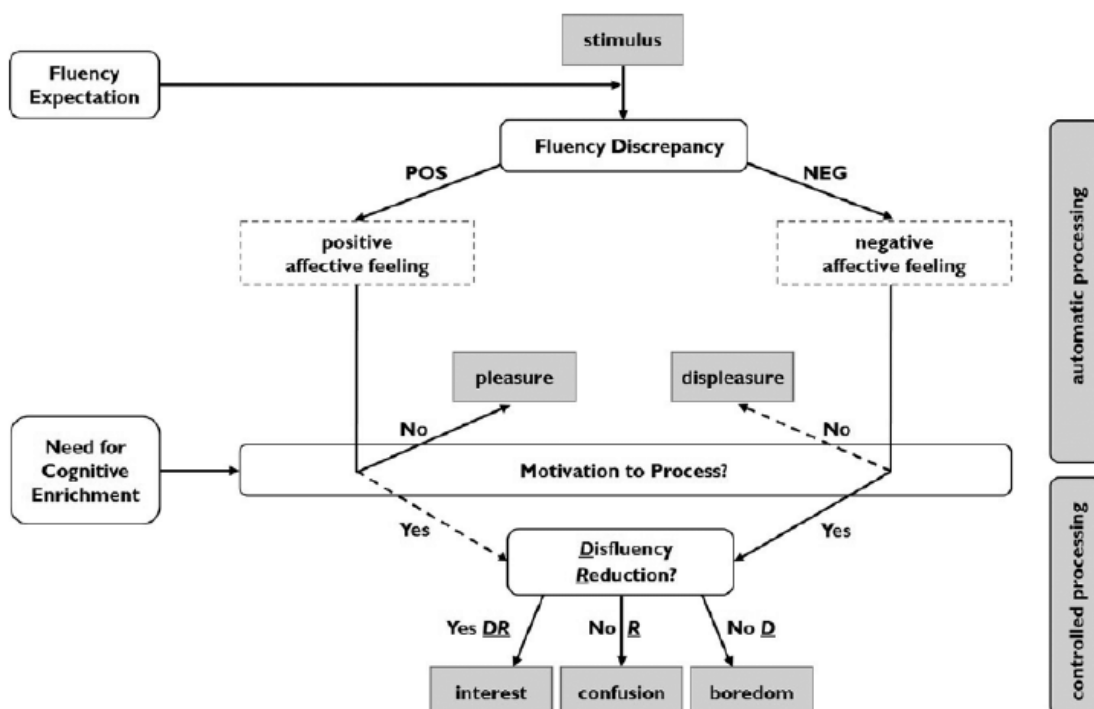 stimulus
Fluency
Expectation
Fluency Discrepancy
POS
NEG
positive
affective feeling
negative
affective feeling
automatic processing
pleasure
displeasure
No
No
Need for
Cognitive
Enrichment
Motivation to Process?
Yes
Yes
Disfluency
Reduction?
controlled processing
Yes DR
No R
No D
interest
confusion
boredom